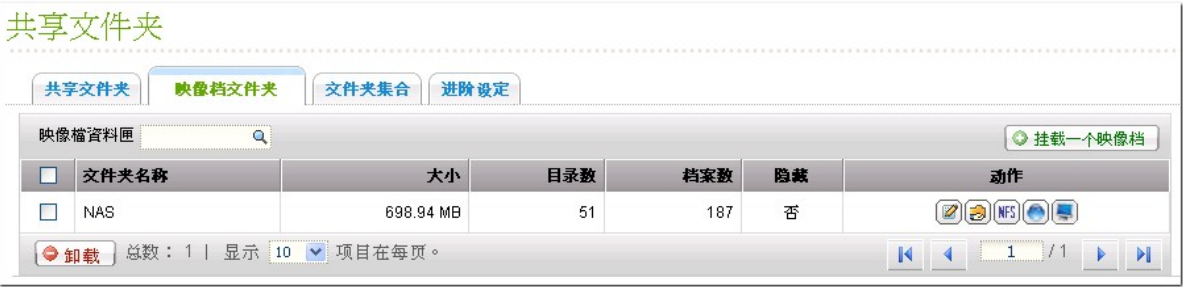 共享文件夹
共享文件夹 映像档文件夹 文件夹集合 进阶设定
映像檔資料匣 挂载一个映像档
文件夹名称 大小 目录数 档案数 隐藏 动作
NAS 698.94 MB 51 187 否 NFS
卸载 总数： 1 | 显示 10 项目在每页。 1 / 1